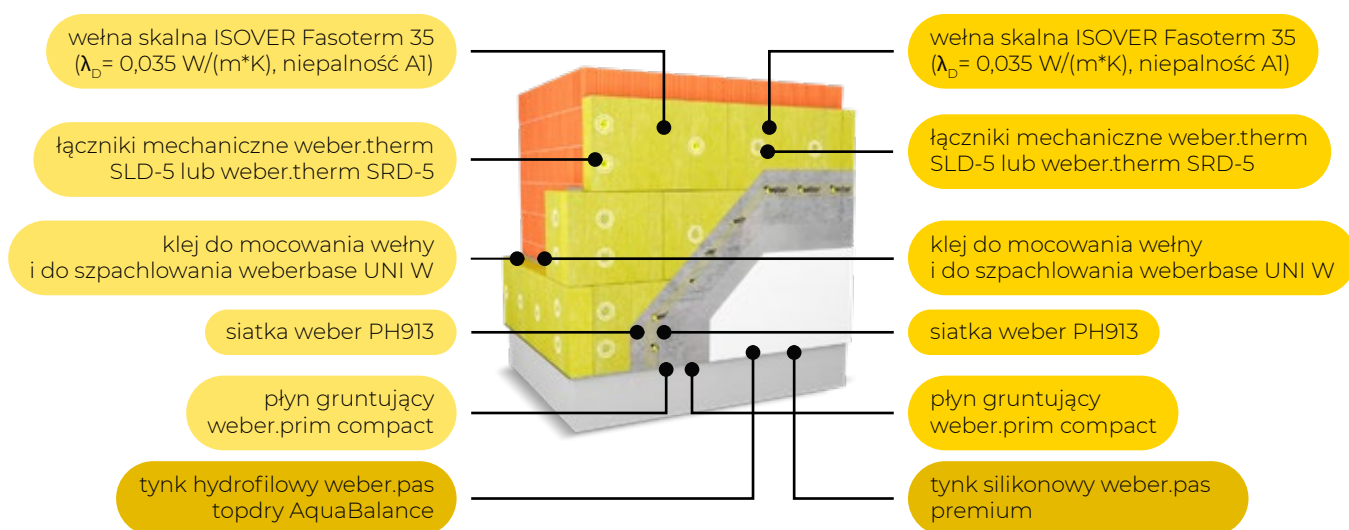 wełna skalna ISOVER Fasoterm 35
(λD= 0,035 W/(m*K), niepalność A1)
łączniki mechaniczne weber.therm
SLD-5 lub weber.therm SRD-5
klej do mocowania wełny
i do szpachlowania weberbase UNI W
siatka weber PH913
płyn gruntujący
weber.prim compact
tynk hydrofilowy weber.pas
topdry AquaBalance
wełna skalna ISOVER Fasoterm 35
(λD= 0,035 W/(m*K), niepalność A1)
łączniki mechaniczne weber.therm
SLD-5 lub weber.therm SRD-5
klej do mocowania wełny
i do szpachlowania weberbase UNI W
siatka weber PH913
płyn gruntujący
weber.prim compact
tynk silikonowy weber.pas
premium